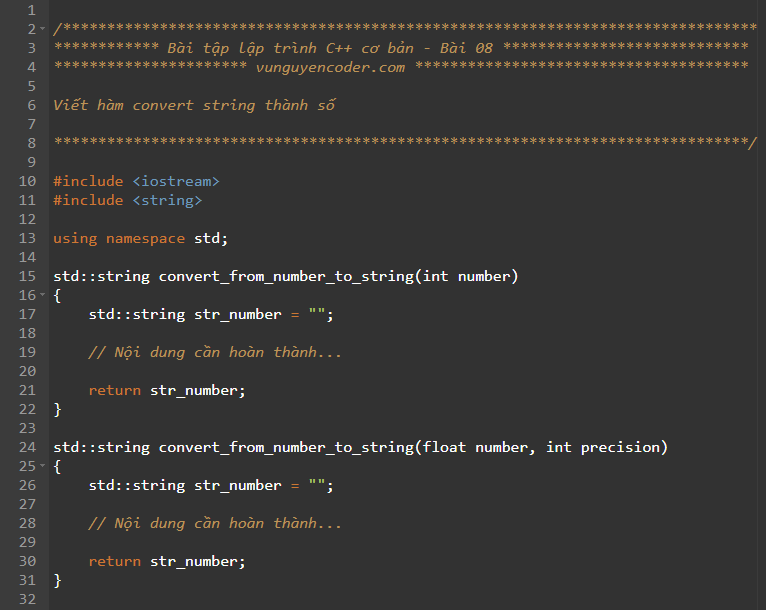 1
2 /*******************************************************************************
3 ************ Bài tập lập trình C++ cơ bản - Bài 08 ****************************
4 ********************** vunguyencoder.com **************************************
5
6 Viết hàm convert string thành số
7
8 *******************************************************************************/
9
10 #include <iostream>
11 #include <string>
12
13 using namespace std;
14
15 std::string convert_from_number_to_string(int number)
16 {
17     std::string str_number = "";
18
19     // Nội dung cần hoàn thành...
20
21     return str_number;
22 }
23
24 std::string convert_from_number_to_string(float number, int precision)
25 {
26     std::string str_number = "";
27
28     // Nội dung cần hoàn thành...
29
30     return str_number;
31 }
32